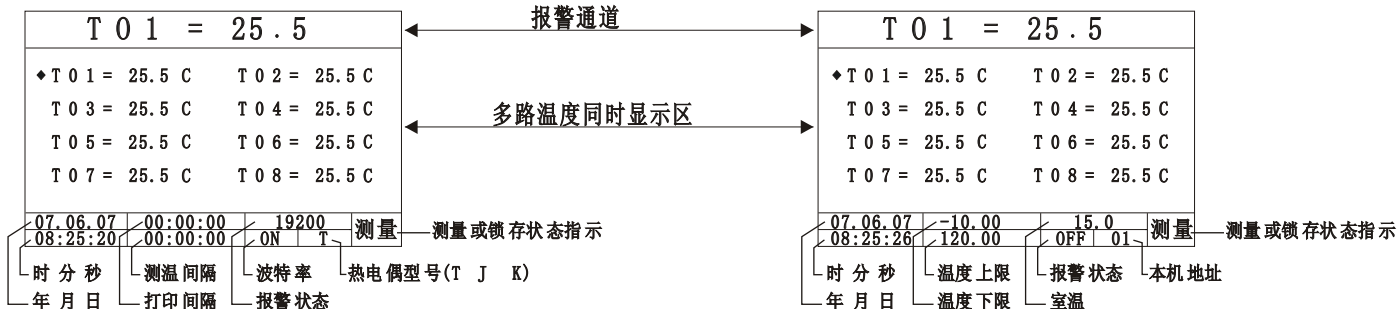 T01 = 25.5
报警通道
T01 = 25.5
◆T01= 25.5 C T02= 25.5C
T03= 25.5 C T04= 25.5C
T05= 25.5 C T06= 25.5C
T07= 25.5 C T08= 25.5C
多路温度同时显示区
◆T01= 25.5 C T02= 25.5C
T03= 25.5 C T04= 25.5C
T05= 25.5 C T06= 25.5C
T07= 25.5 C T08= 25.5C
07.06.07 00:00:00 19200 测量
08:25:20 00:00:00 ON T
测量或锁存状态指示
时分秒 测温间隔 波特率 热电偶型号(T J K)
年月日 打印间隔 报警状态
07.06.07 -10.00 15.0 测量
08:25:26 120.00 OFF 01
测量或锁存状态指示
时分秒 温度上限 报警状态 本机地址
年月日 温度下限 室温